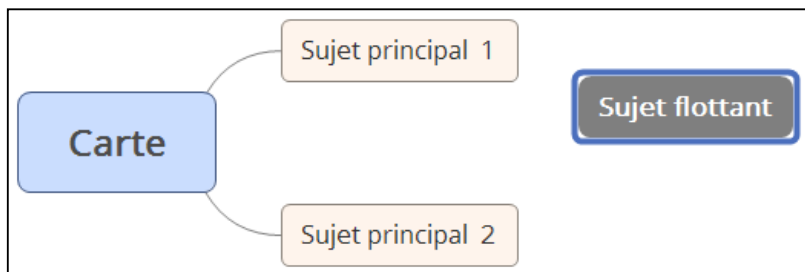 Sujet principal 1
Sujet flottant
Carte
Sujet principal 2